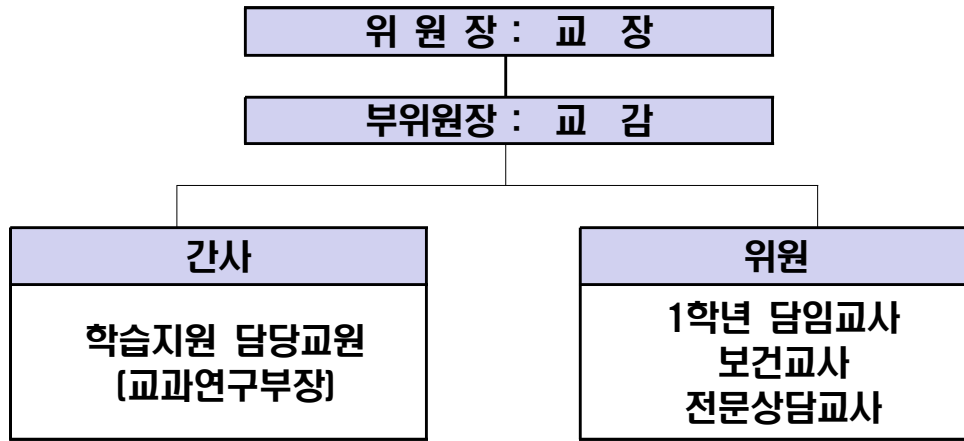 위 원 장 : 교 장
부위원장 : 교 감
간사
학습지원 담당교원
(교과연구부장)
위원
1학년 담임교사
보건교사
전문상담교사